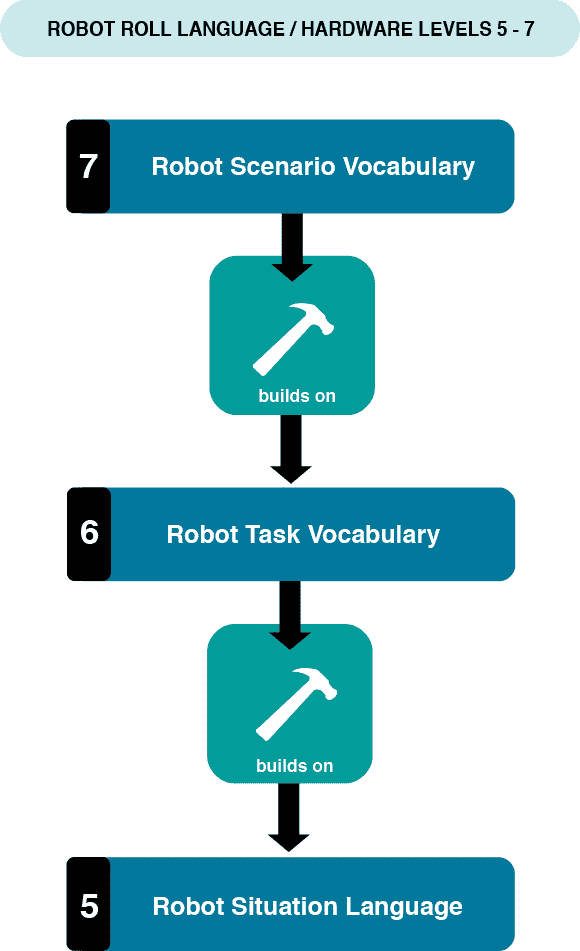 ROBOT ROLL LANGUAGE / HARDWARE LEVELS 5 - 7
7 Robot Scenario Vocabulary
builds on
6 Robot Task Vocabulary
builds on
5 Robot Situation Language